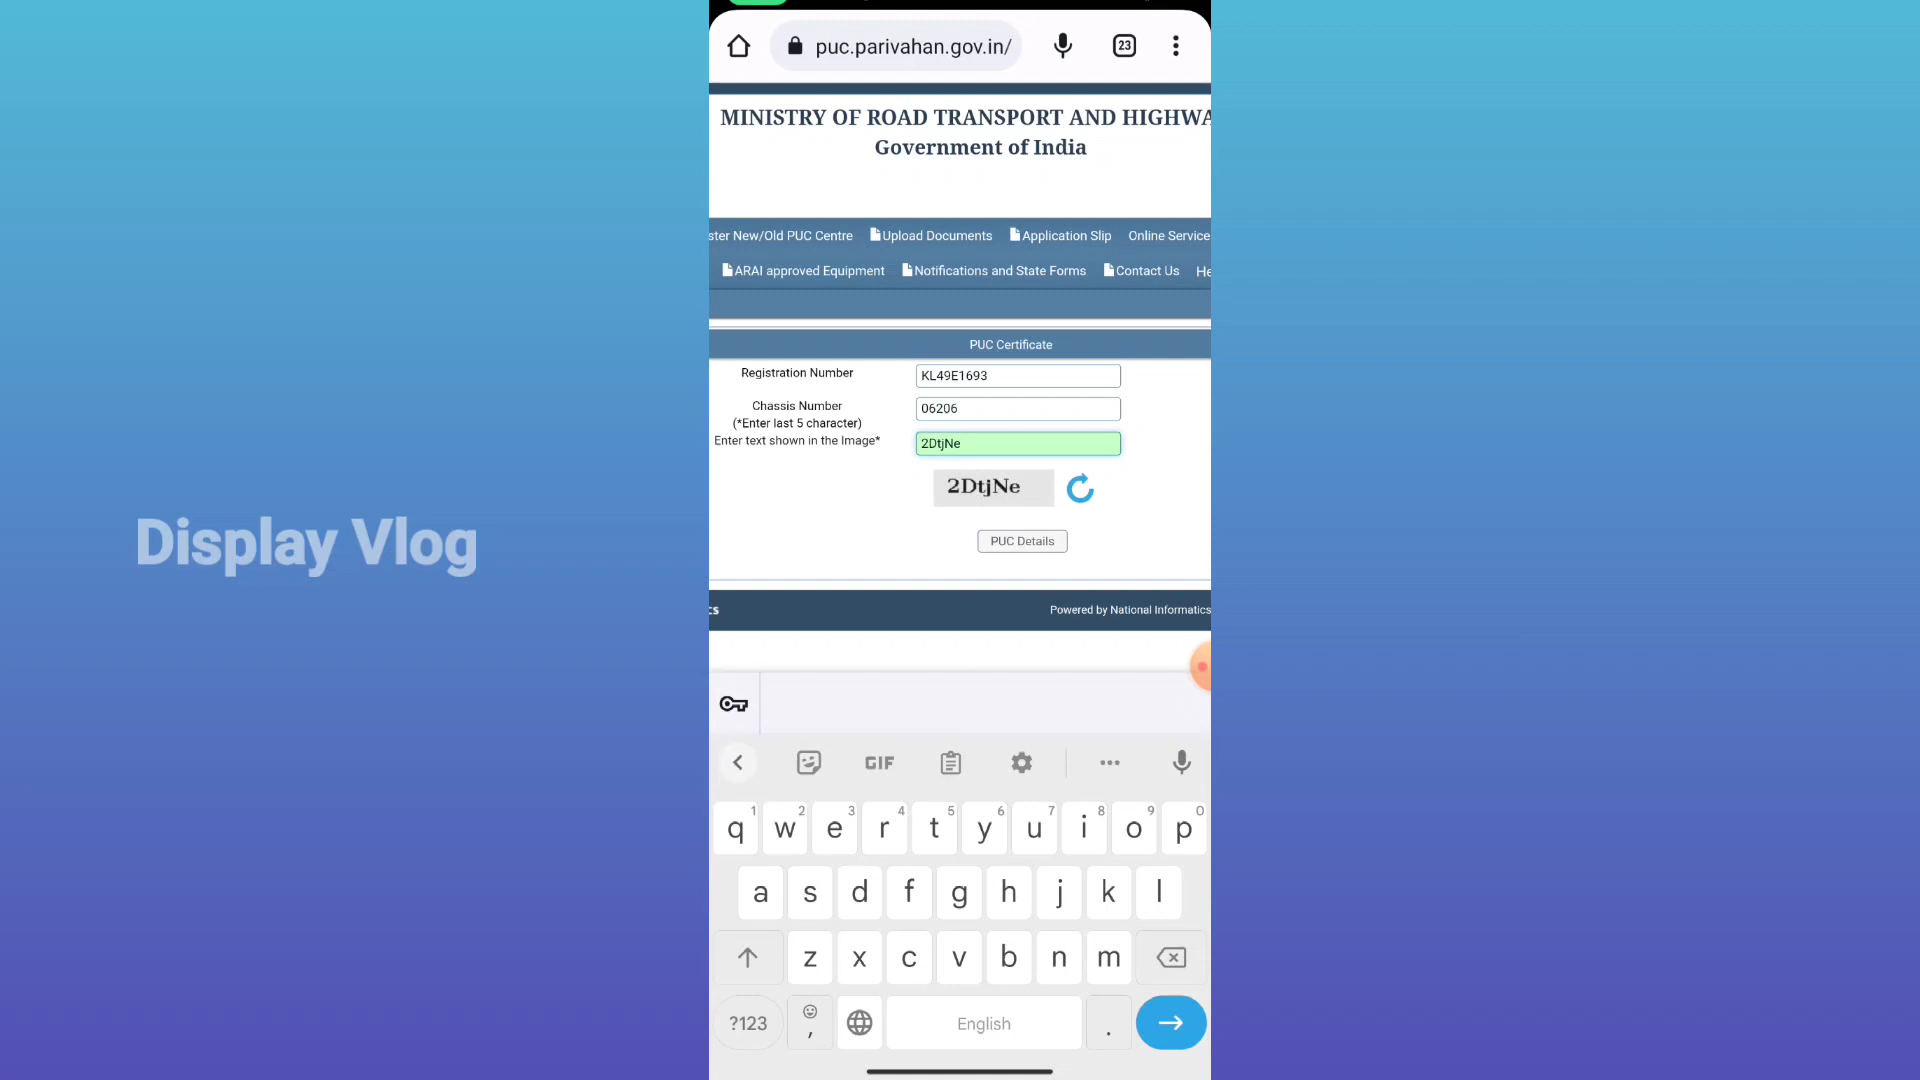 23
puc.parivahan.gov.in/
MINISTRY OF ROAD TRANSPORT AND HIGHWA
Government of India
ster New/Old PUC Centre Upload Documents Application Slip Online Service
ARAI approved Equipment Notifications and State Forms Contact Us He
PUC Certificate
Registration Number KL49E1693
Chassis Number 06206
(*Enter last 5 character)
Enter text shown in the Image* 2DtjNe
2DtjNe
Display Vlog
PUC Details
cs Powered by National Informatics
GIF
1 2 3 4 5 6 7 8 9 0
q w e r t y u i o p
a s d f g h j k l
z x c v b n m
?123 , English .